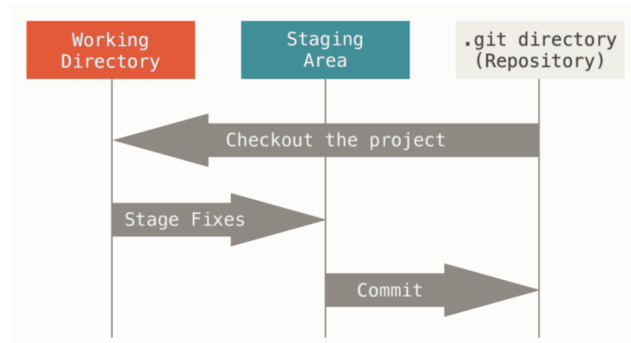 Working
Directory
Staging
Area
.git directory
(Repository)
Checkout the project
Stage Fixes
Commit